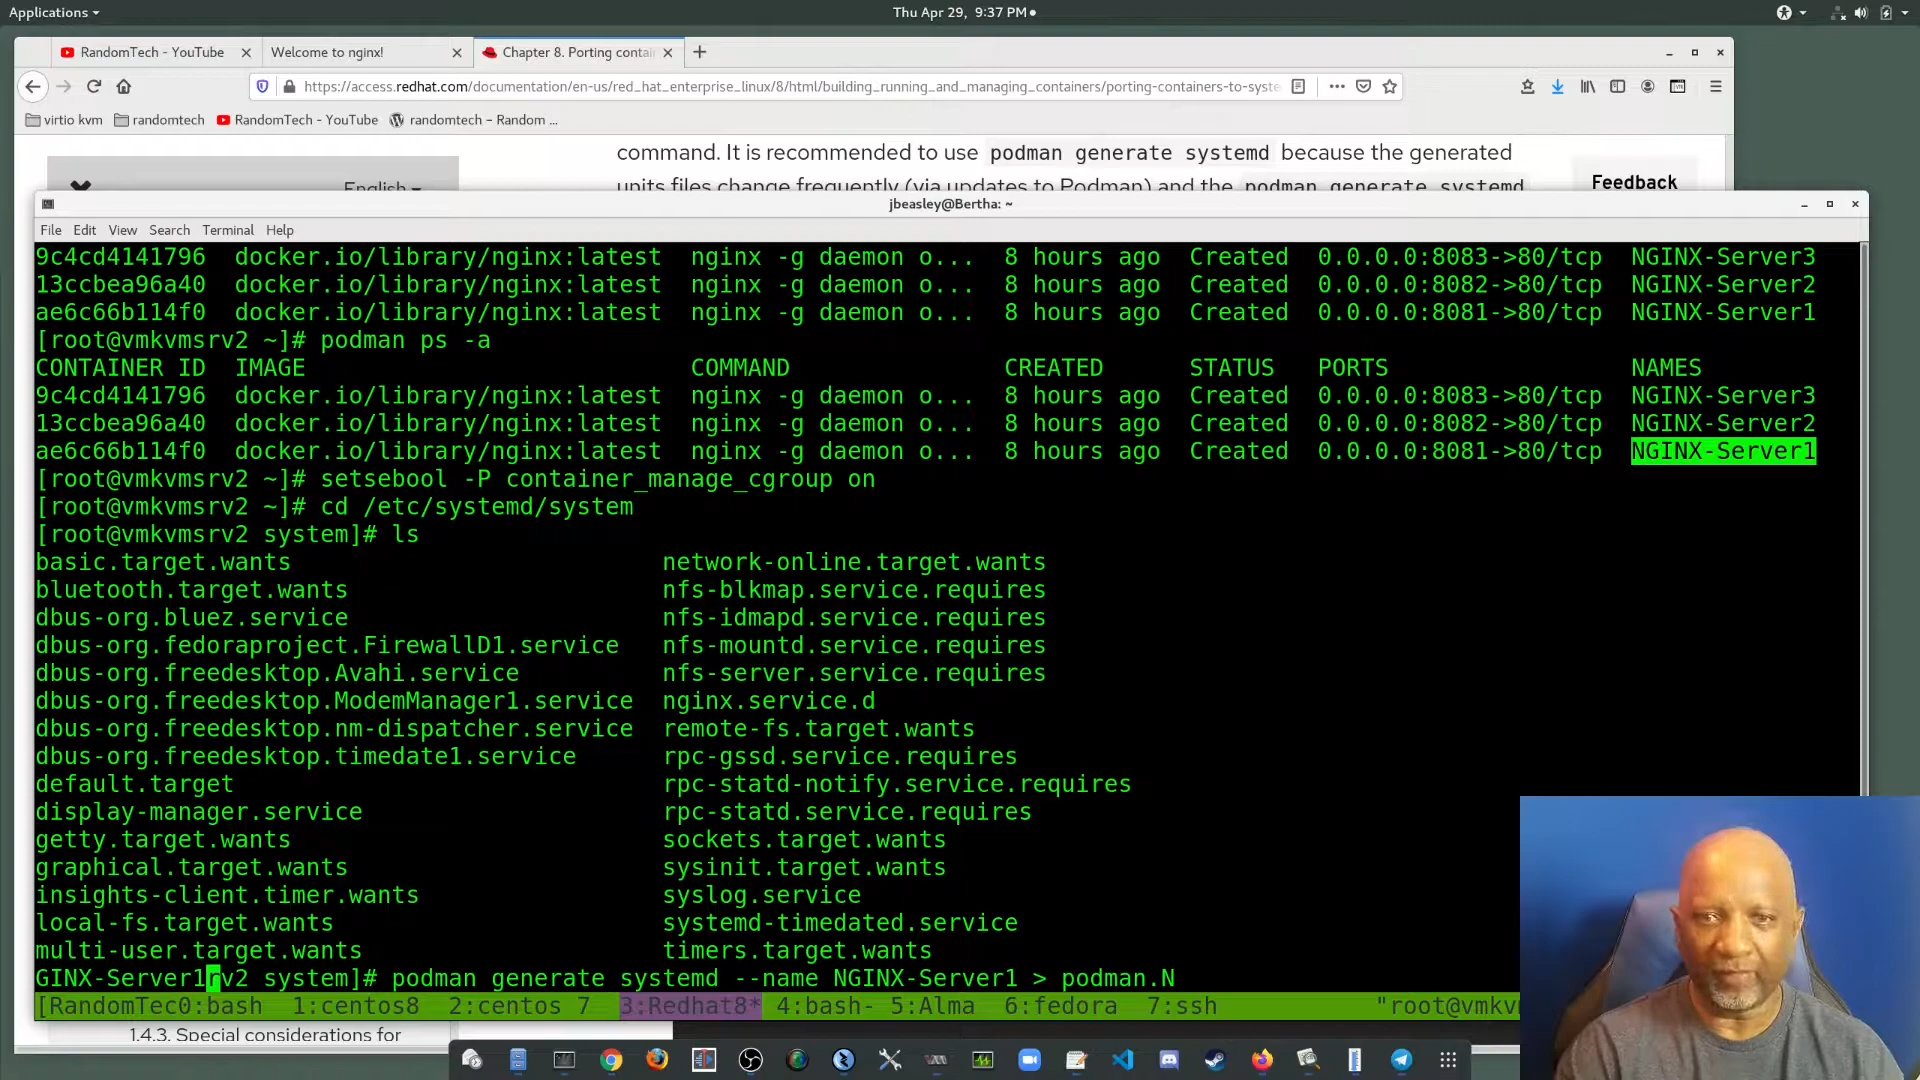 Applications
Thu Apr 29, 9:37 PM
RandomTech - YouTube
Welcome to nginx!
Chapter 8. Porting contai
https://access.redhat.com/documentation/en-us/red_hat_enterprise_linux/8/html/building_running_and_managing_containers/porting-containers-to-syste
virtio kvm
randomtech
RandomTech - YouTube
randomtech – Random ...
command. It is recommended to use podman generate systemd because the generated
English
units files change frequently (via updates to Podman) and the podman generate systemd
Feedback
jbeasley@Bertha: ~
File Edit View Search Terminal Help
9c4cd4141796 docker.io/library/nginx:latest nginx -g daemon o... 8 hours ago Created 0.0.0.0:8083->80/tcp NGINX-Server3
13ccbea96a40 docker.io/library/nginx:latest nginx -g daemon o... 8 hours ago Created 0.0.0.0:8082->80/tcp NGINX-Server2
ae6c66b114f0 docker.io/library/nginx:latest nginx -g daemon o... 8 hours ago Created 0.0.0.0:8081->80/tcp NGINX-Server1
[root@vmkvmsrv2 ~]# podman ps -a
CONTAINER ID IMAGE COMMAND CREATED STATUS PORTS NAMES
9c4cd4141796 docker.io/library/nginx:latest nginx -g daemon o... 8 hours ago Created 0.0.0.0:8083->80/tcp NGINX-Server3
13ccbea96a40 docker.io/library/nginx:latest nginx -g daemon o... 8 hours ago Created 0.0.0.0:8082->80/tcp NGINX-Server2
ae6c66b114f0 docker.io/library/nginx:latest nginx -g daemon o... 8 hours ago Created 0.0.0.0:8081->80/tcp NGINX-Server1
[root@vmkvmsrv2 ~]# setsebool -P container_manage_cgroup on
[root@vmkvmsrv2 ~]# cd /etc/systemd/system
[root@vmkvmsrv2 system]# ls
basic.target.wants network-online.target.wants
bluetooth.target.wants nfs-blkmap.service.requires
dbus-org.bluez.service nfs-idmapd.service.requires
dbus-org.fedoraproject.FirewallD1.service nfs-mountd.service.requires
dbus-org.freedesktop.Avahi.service nfs-server.service.requires
dbus-org.freedesktop.ModemManager1.service nginx.service.d
dbus-org.freedesktop.nm-dispatcher.service remote-fs.target.wants
dbus-org.freedesktop.timedate1.service rpc-gssd.service.requires
default.target rpc-statd-notify.service.requires
display-manager.service rpc-statd.service.requires
getty.target.wants sockets.target.wants
graphical.target.wants sysinit.target.wants
insights-client.timer.wants syslog.service
local-fs.target.wants systemd-timedated.service
multi-user.target.wants timers.target.wants
GINX-Server1rv2 system]# podman generate systemd --name NGINX-Server1 > podman.N
[RandomTec0:bash 1:centos8 2:centos 7 3:Redhat8* 4:bash- 5:Alma 6:fedora 7:ssh "root@vmkv
1.4.3. Special considerations for